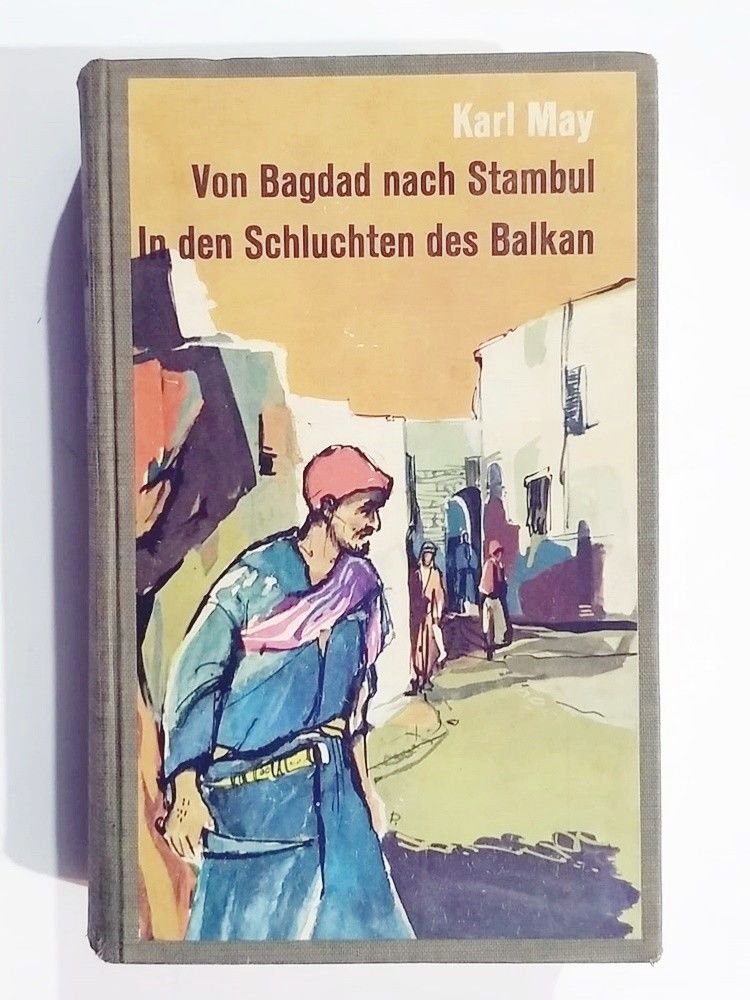 Karl May
Von Bagdad nach Stambul
In den Schluchten des Balkan